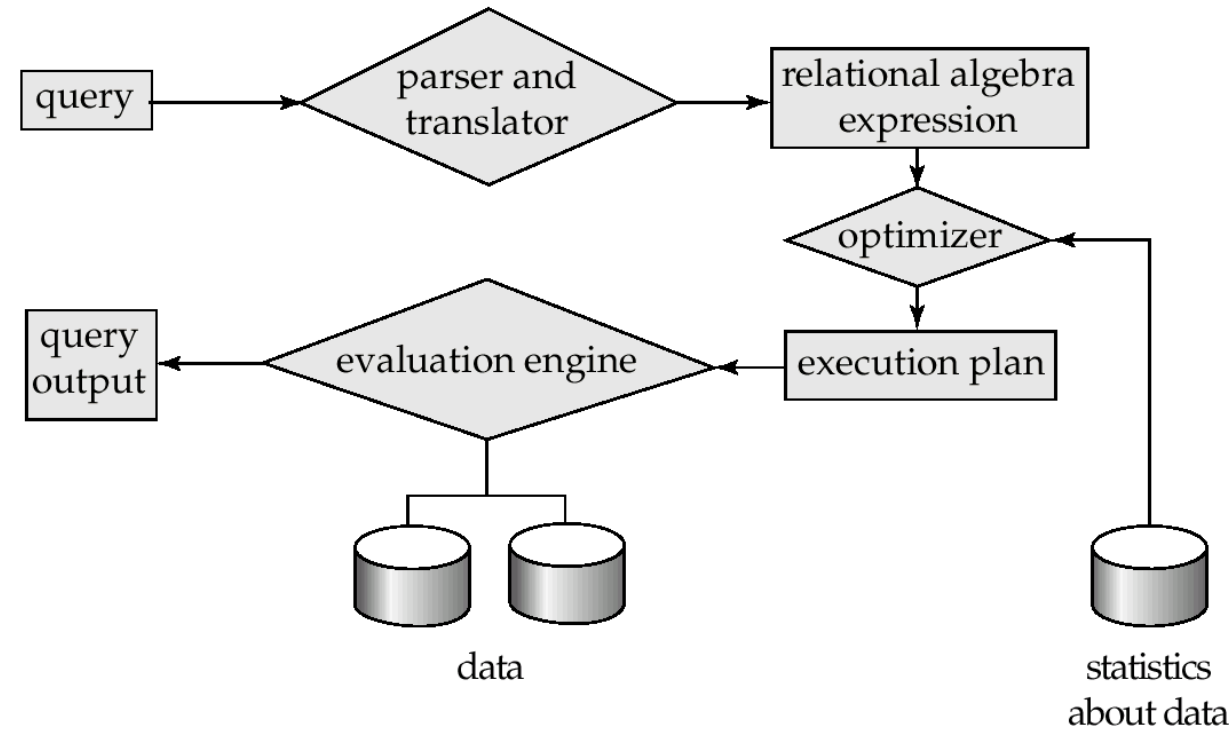 query
parser and
translator
relational algebra
expression
optimizer
query
output
evaluation engine
execution plan
data
statistics
about data